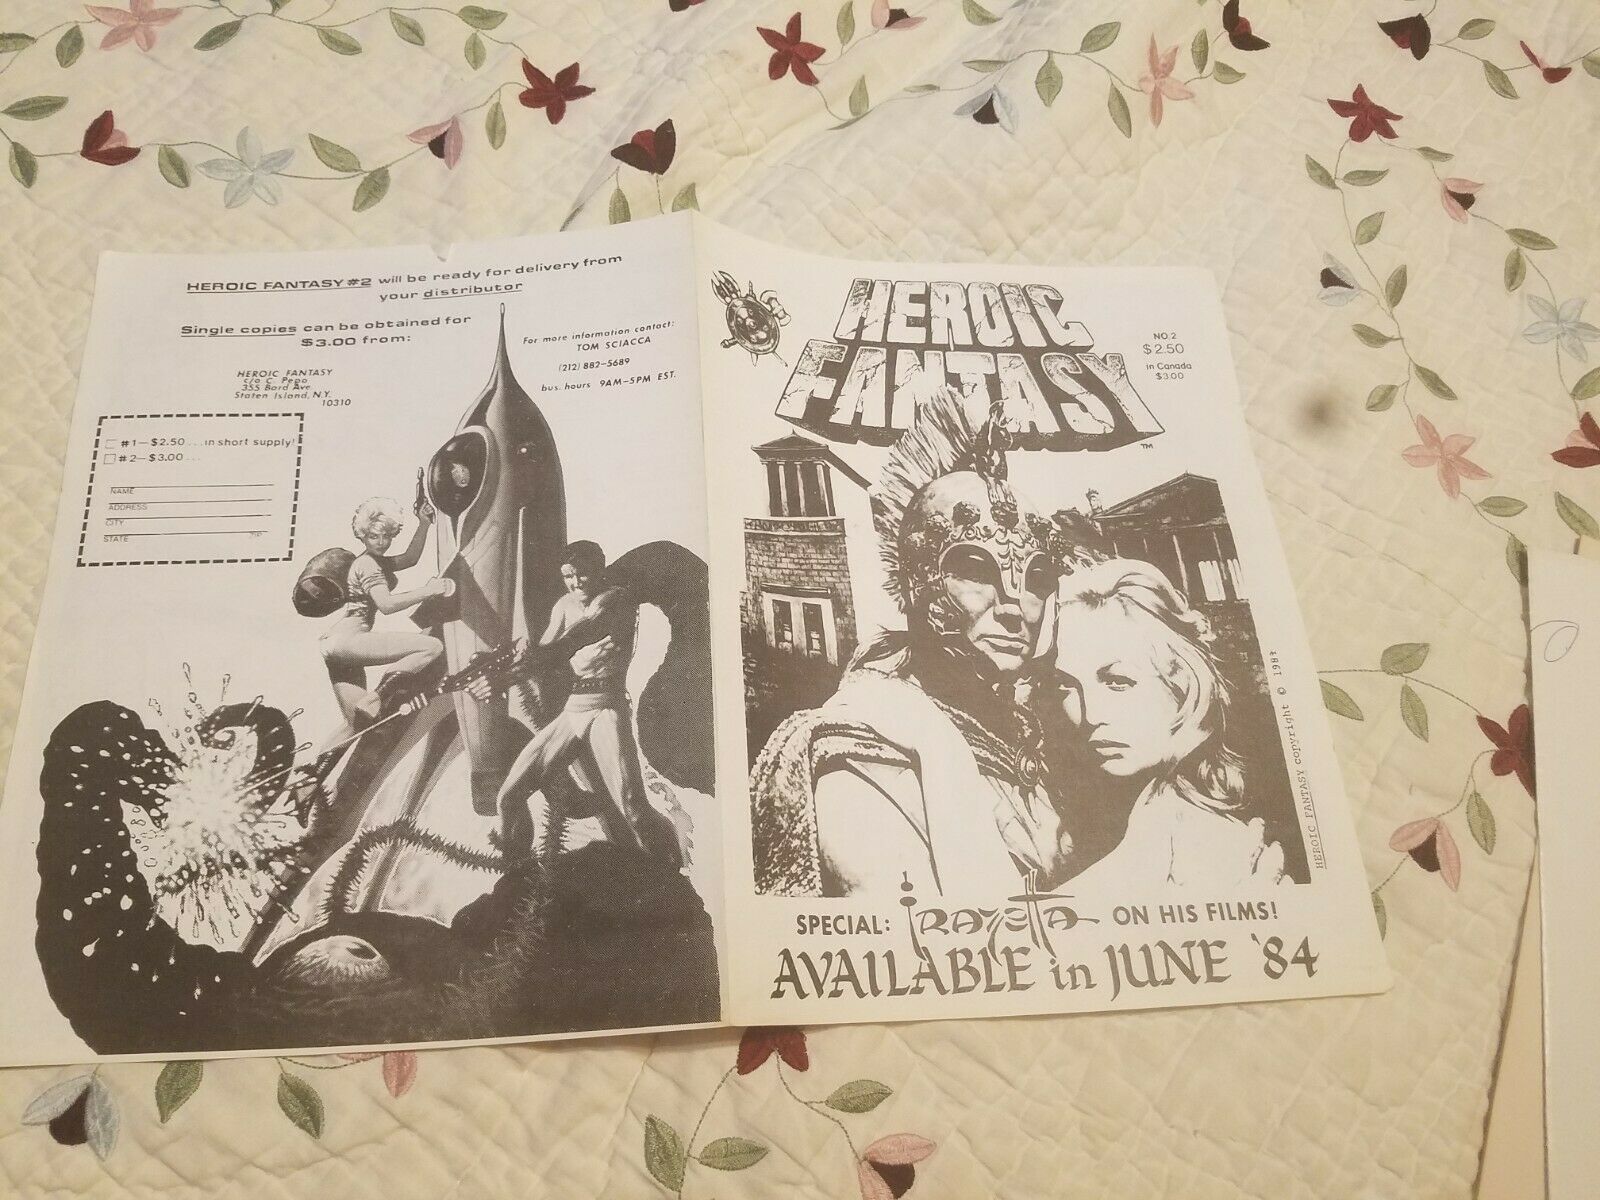 HEROIC FANTASY #2 will be ready for delivery from
your distributor
Single copies can be obtained for
$3.00 from:
HEROIC FANTASY
c/o C. Pepo
355 Bard Ave.
Staten Island, N.Y.
10310
For more information contact:
TOM SCIACCA
(212) 882-5689
bus. hours 9AM-5PM EST.
#1-$2.50 ... in short supply!
#2-$3.00 ...
NAME
ADDRESS
CITY
STATE ZIP
HEROIC
FANTASY
TM
NO. 2
$2.50
in Canada
$3.00
HEROIC FANTASY copyright © 1983
SPECIAL: FRAZETTA ON HIS FILMS!
AVAILABLE in JUNE '84